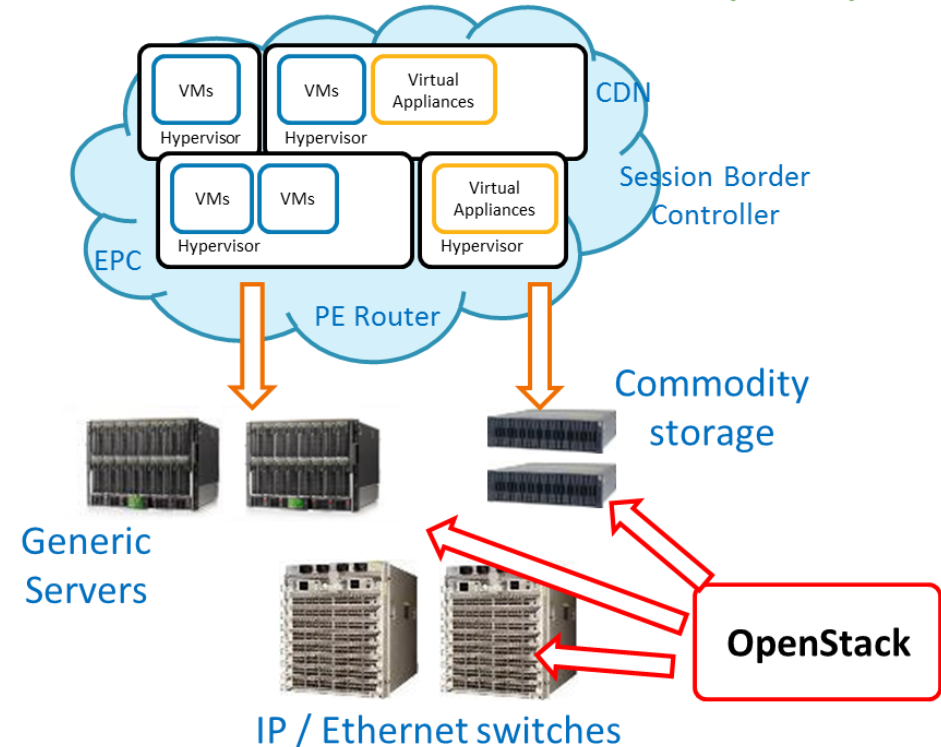 VMs
VMs
Virtual
Appliances
CDN
Hypervisor
Hypervisor
VMs
VMs
Virtual
Appliances
Session Border
Controller
Hypervisor
Hypervisor
EPC
PE Router
Commodity
storage
Generic
Servers
OpenStack
IP / Ethernet switches